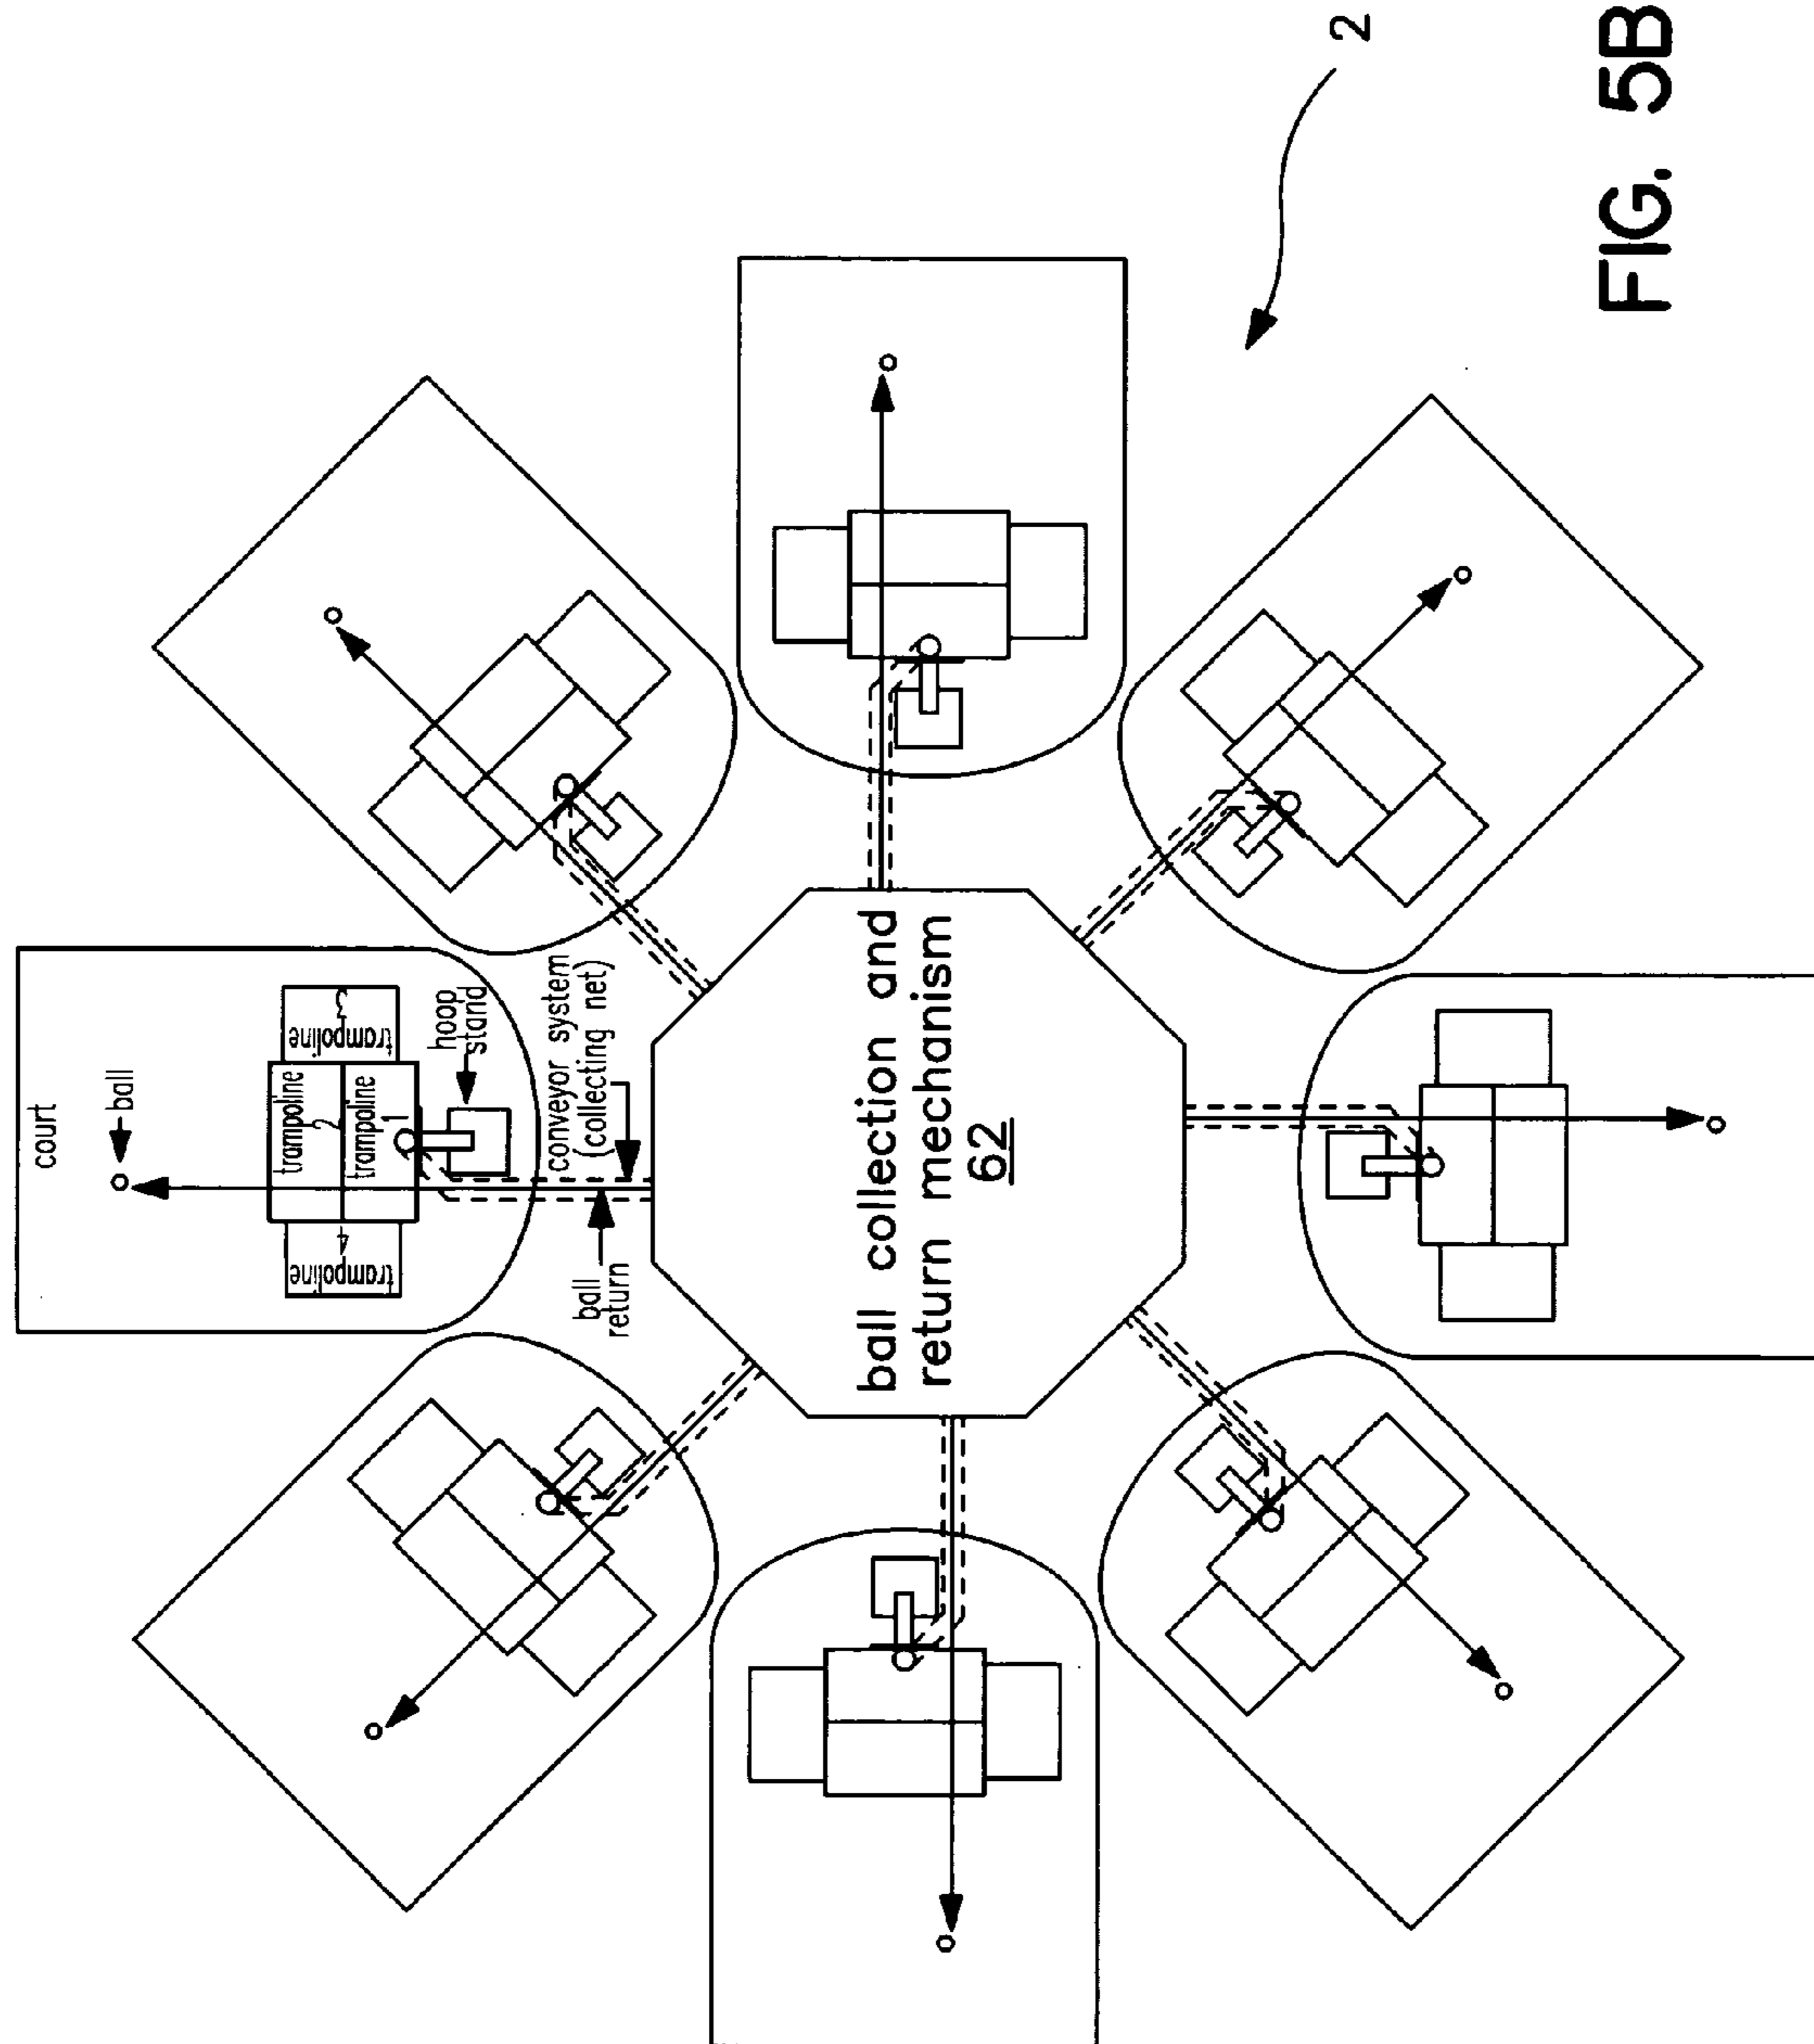 court
ball
trampoline
3
trampoline
2
trampoline
1
trampoline
4
hoop
stand
conveyor system
(collecting net)
ball
return
ball collection and
return mechanism
62
2
FIG. 5B